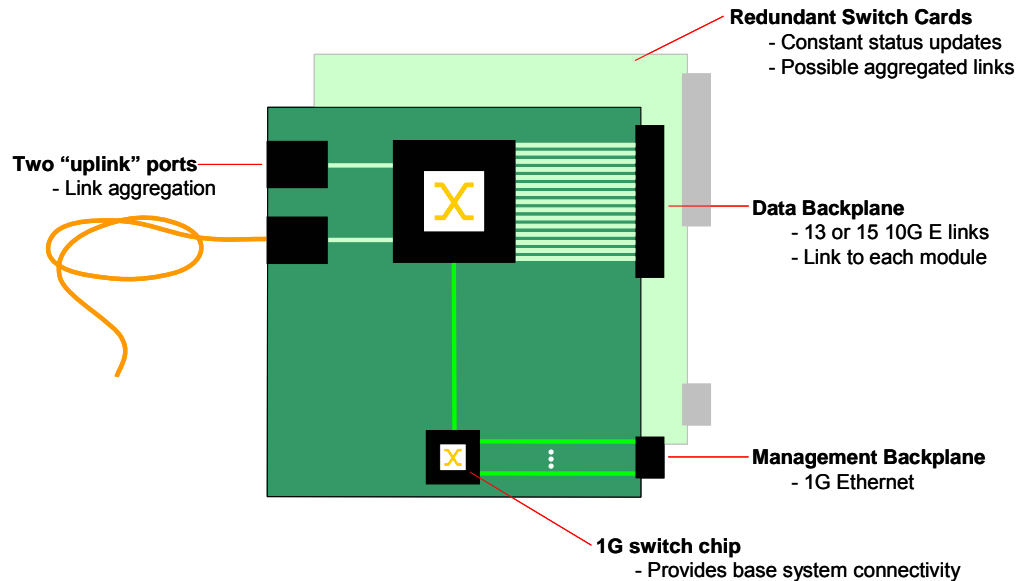 Redundant Switch Cards
- Constant status updates
- Possible aggregated links
Two “uplink” ports
- Link aggregation
Data Backplane
- 13 or 15 10G E links
- Link to each module
Management Backplane
- 1G Ethernet
1G switch chip
- Provides base system connectivity